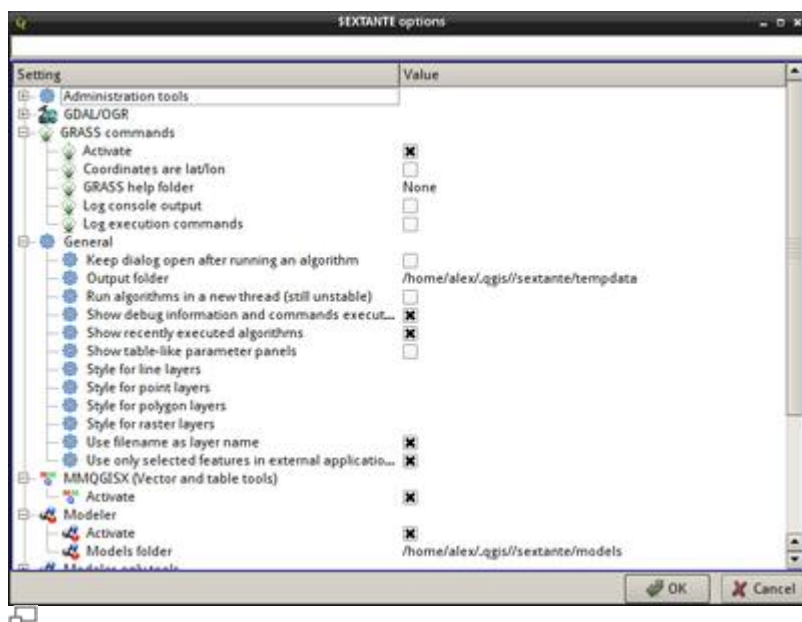 SEXTANTE options
Setting Value
Administration tools
GDAL/OGR
GRASS commands
Activate
Coordinates are lat/lon
GRASS help folder None
Log console output
Log execution commands
General
Keep dialog open after running an algorithm
Output folder /home/alex/.qgis//sextante/tempdata
Run algorithms in a new thread (still unstable)
Show debug information and commands execut...
Show recently executed algorithms
Show table-like parameter panels
Style for line layers
Style for point layers
Style for polygon layers
Style for raster layers
Use filename as layer name
Use only selected features in external applicatio...
MMQGISX (Vector and table tools)
Activate
Modeler
Activate
Models folder /home/alex/.qgis//sextante/models
Modeler-only tools
OK Cancel